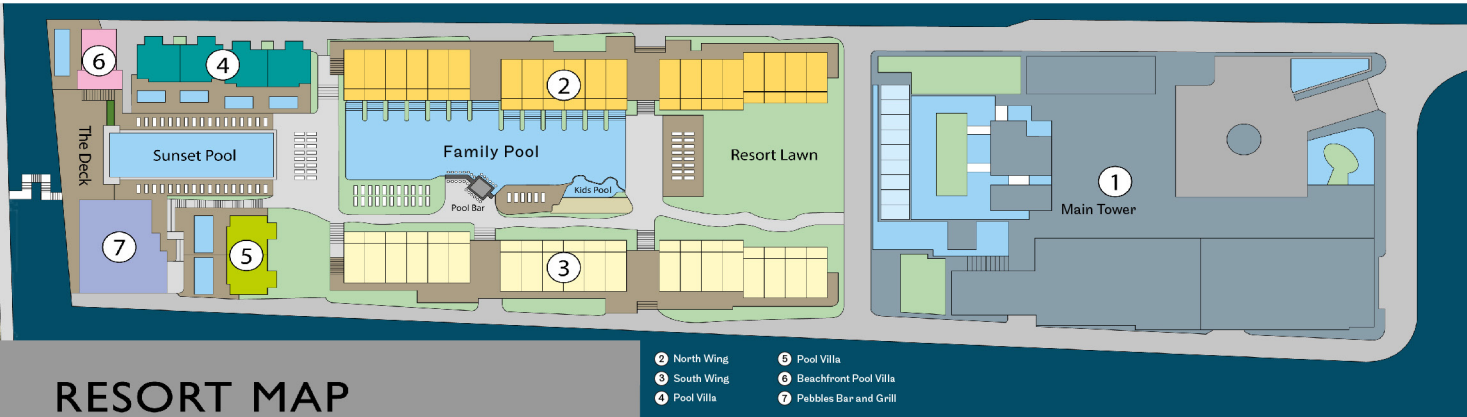 6
4
2
The Deck
Sunset Pool
Family Pool
Resort Lawn
Kids Pool
Pool Bar
1
Main Tower
7
5
3
RESORT MAP
2 North Wing
3 South Wing
4 Pool Villa
5 Pool Villa
6 Beachfront Pool Villa
7 Pebbles Bar and Grill